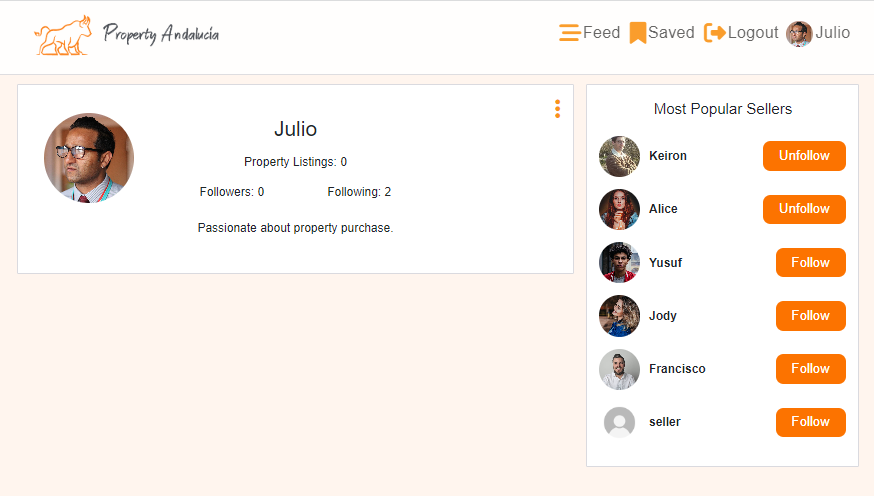 Property Andalucía
Feed Saved Logout Julio
Julio
Property Listings: 0
Followers: 0 Following: 2
Passionate about property purchase.
Most Popular Sellers
Keiron Unfollow
Alice Unfollow
Yusuf Follow
Jody Follow
Francisco Follow
seller Follow